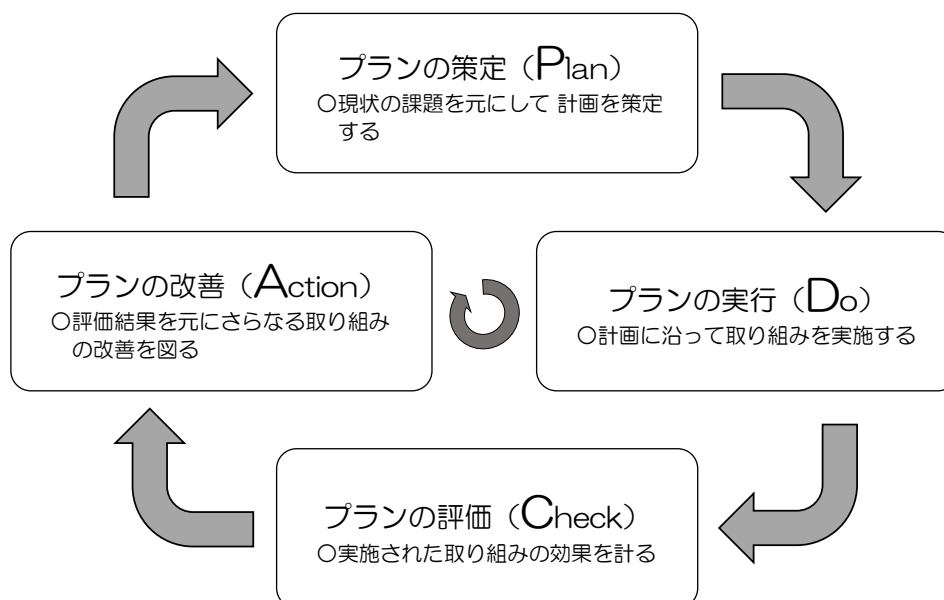 プランの策定（Plan）
○現状の課題を元にして 計画を策定
する
プランの改善（Action）
○評価結果を元にさらなる取り組み
の改善を図る
プランの実行（Do）
○計画に沿って取り組みを実施する
プランの評価（Check）
○実施された取り組みの効果を計る